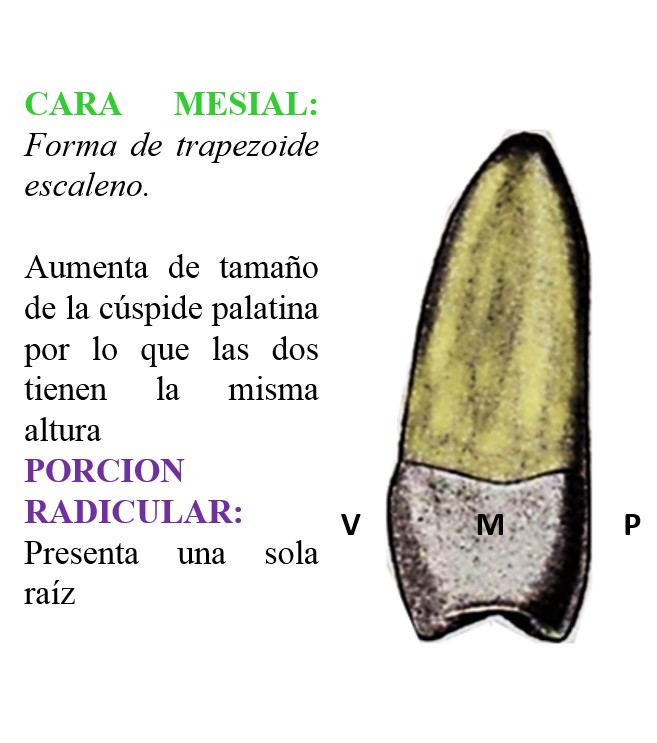 CARA MESIAL:
Forma de trapezoide
escaleno.
Aumenta de tamaño
de la cúspide palatina
por lo que las dos
tienen la misma
altura
PORCION
RADICULAR:
Presenta una sola
raíz
V M P